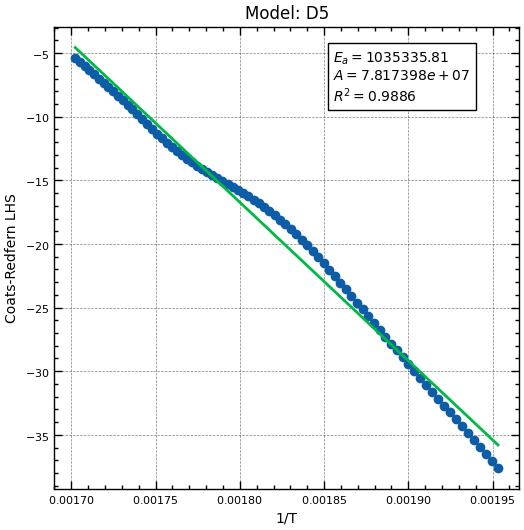 Model: D5
Coats-Redfern LHS
−5
−10
−15
−20
−25
−30
−35
E_a = 1035335.81
A = 7.817398e + 07
R² = 0.9886
0.00170 0.00175 0.00180 0.00185 0.00190 0.00195
1/T